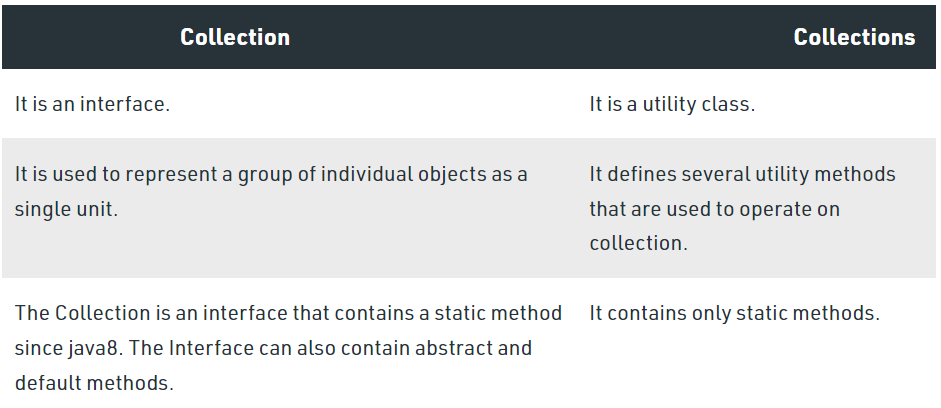 Collection
Collections
It is an interface.
It is a utility class.
It is used to represent a group of individual objects as a
single unit.
It defines several utility methods
that are used to operate on
collection.
The Collection is an interface that contains a static method
since java8. The Interface can also contain abstract and
default methods.
It contains only static methods.